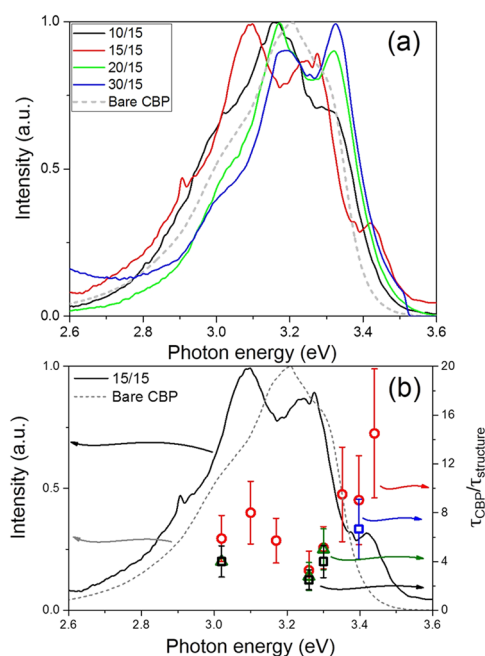 (a)
10/15
15/15
20/15
30/15
Bare CBP
Intensity (a.u.)
1.0
0.5
0.0
2.6 2.8 3.0 3.2 3.4 3.6
Photon energy (eV)
(b)
15/15
Bare CBP
Intensity (a.u.)
1.0
0.5
0.0
20
16
12
8
4
0
τCBP/τstructure
2.6 2.8 3.0 3.2 3.4 3.6
Photon energy (eV)